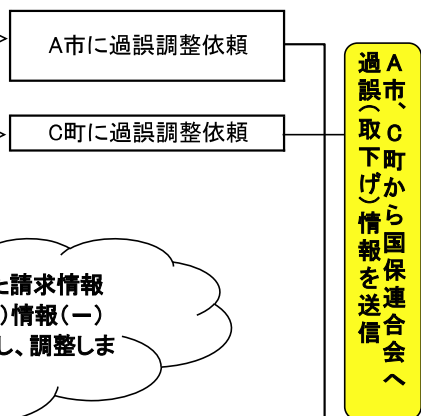 A市に過誤調整依頼
C町に過誤調整依頼
A市、C町から国保連合会へ
過誤(取下げ)情報を送信
た請求情報
)情報(ー)
し、調整しま